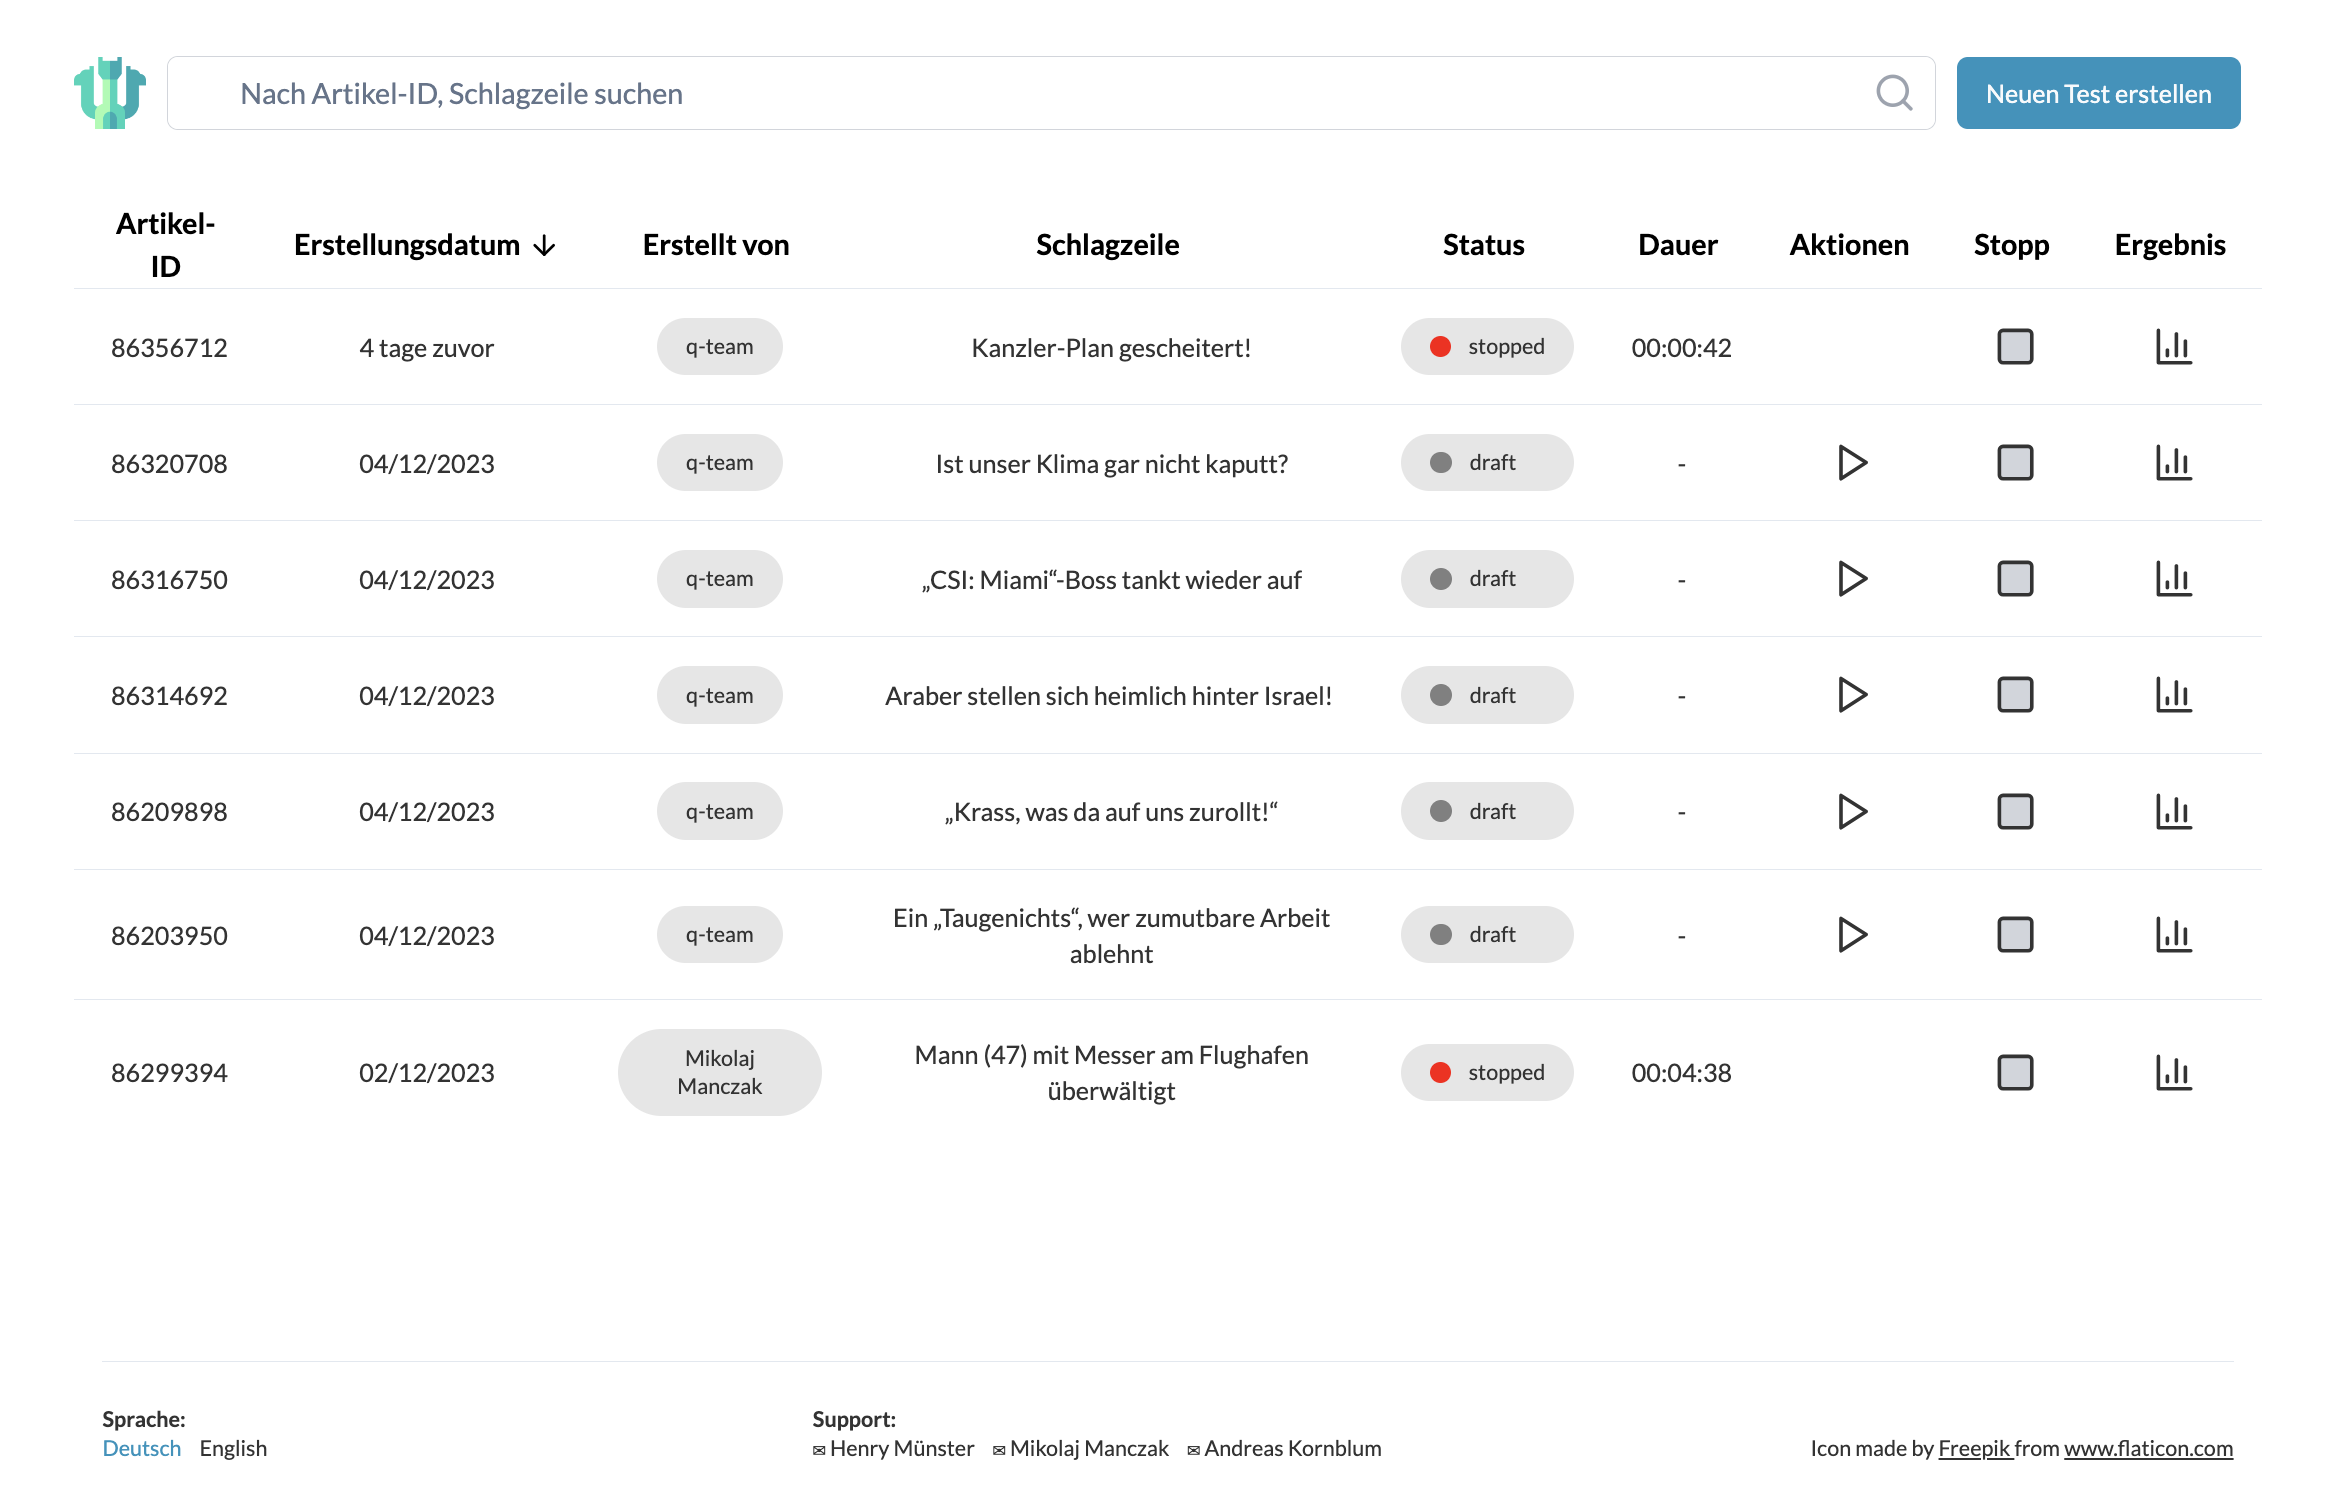 Nach Artikel-ID, Schlagzeile suchen
Neuen Test erstellen
Artikel-
ID
Erstellungsdatum ↓
Erstellt von
Schlagzeile
Status
Dauer
Aktionen
Stopp
Ergebnis
86356712 4 tage zuvor q-team Kanzler-Plan gescheitert! stopped 00:00:42
86320708 04/12/2023 q-team Ist unser Klima gar nicht kaputt? draft -
86316750 04/12/2023 q-team „CSI: Miami“-Boss tankt wieder auf draft -
86314692 04/12/2023 q-team Araber stellen sich heimlich hinter Israel! draft -
86209898 04/12/2023 q-team „Krass, was da auf uns zurollt!“ draft -
86203950 04/12/2023 q-team Ein „Taugenichts“, wer zumutbare Arbeit
ablehnt
draft -
86299394 02/12/2023 Mikolaj
Manczak
Mann (47) mit Messer am Flughafen
überwältigt
stopped 00:04:38
Sprache:
Deutsch English
Support:
✉ Henry Münster ✉ Mikolaj Manczak ✉ Andreas Kornblum
Icon made by Freepik from www.flaticon.com